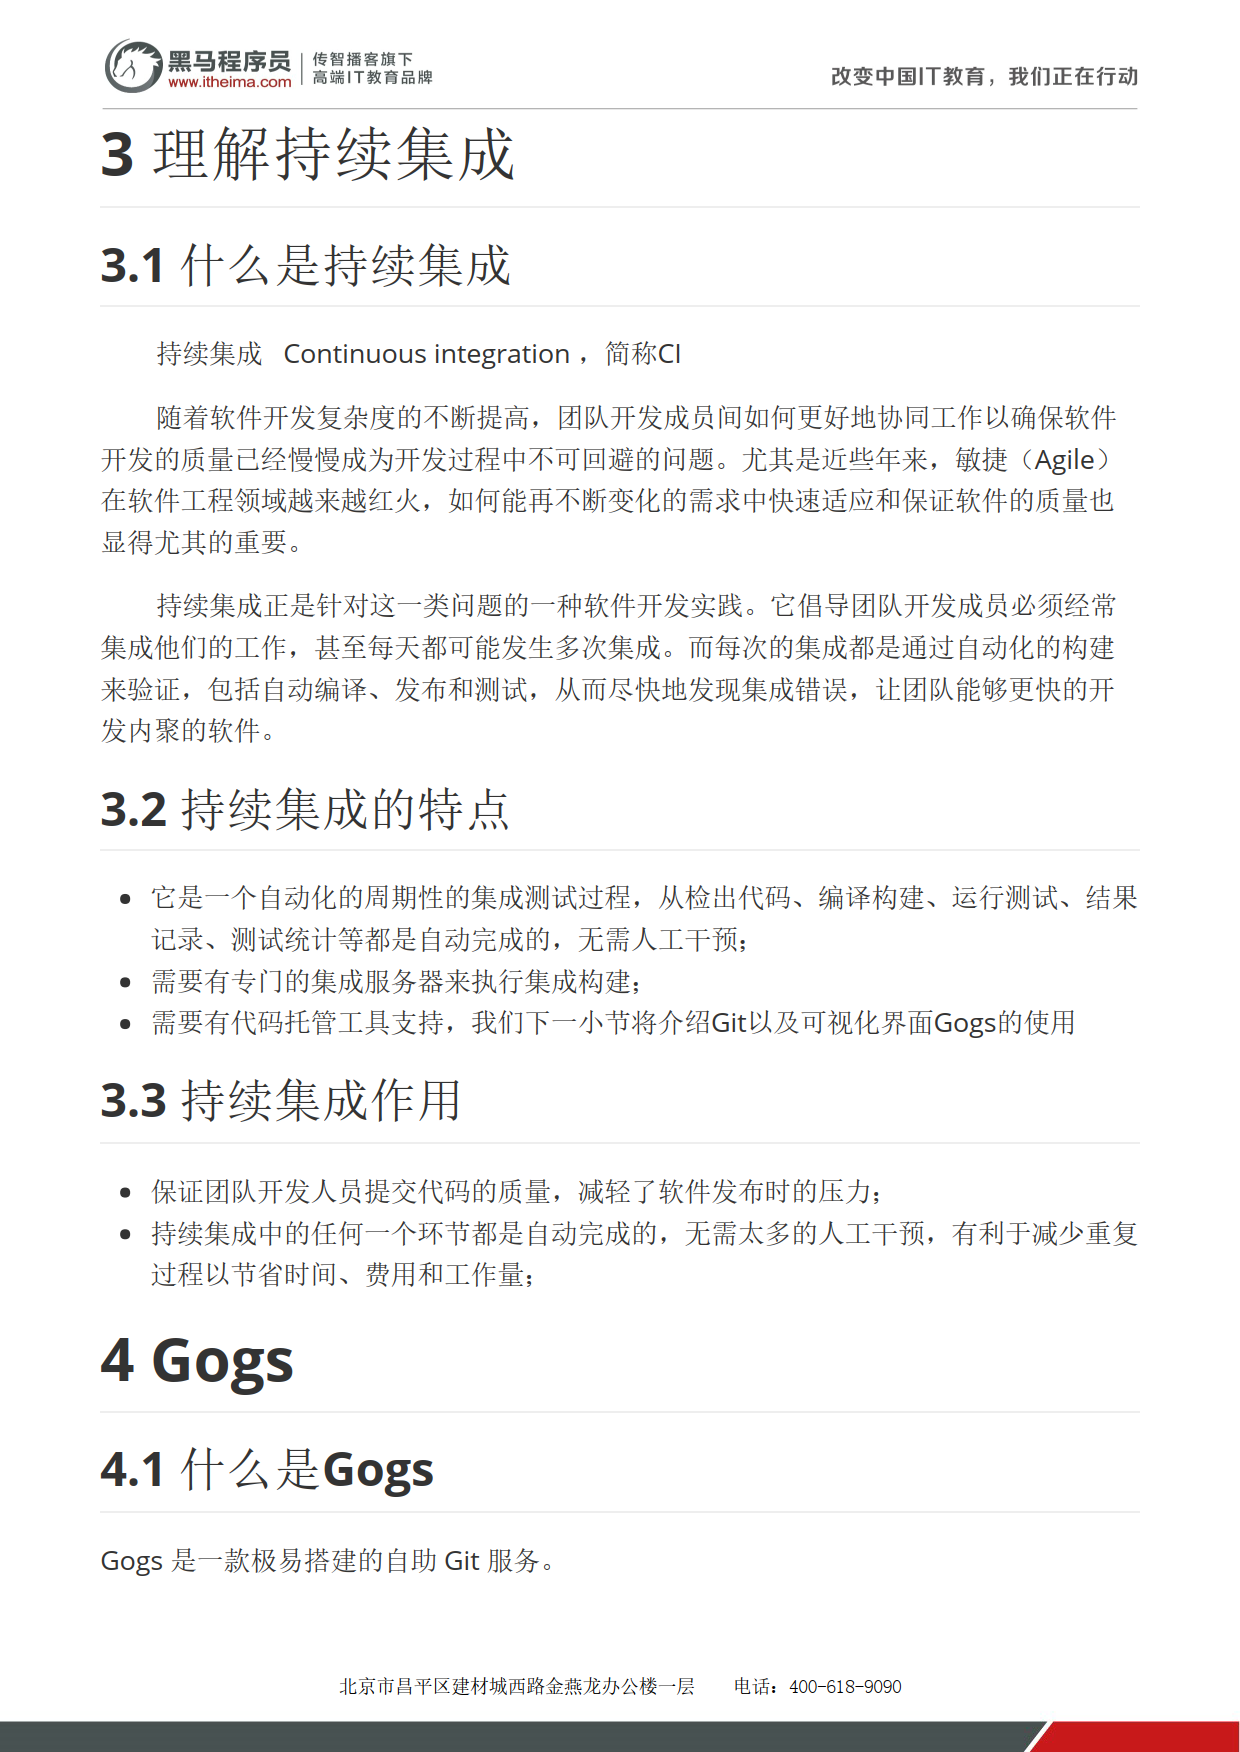 黑马程序员
www.itheima.com
传智播客旗下
高端IT教育品牌
改变中国IT教育，我们正在行动
3 理解持续集成
3.1 什么是持续集成
持续集成 Continuous integration ，简称CI
随着软件开发复杂度的不断提高，团队开发成员间如何更好地协同工作以确保软件
开发的质量已经慢慢成为开发过程中不可回避的问题。尤其是近些年来，敏捷（Agile）
在软件工程领域越来越红火，如何能再不断变化的需求中快速适应和保证软件的质量也
显得尤其的重要。
持续集成正是针对这一类问题的一种软件开发实践。它倡导团队开发成员必须经常
集成他们的工作，甚至每天都可能发生多次集成。而每次的集成都是通过自动化的构建
来验证，包括自动编译、发布和测试，从而尽快地发现集成错误，让团队能够更快的开
发内聚的软件。
3.2 持续集成的特点
• 它是一个自动化的周期性的集成测试过程，从检出代码、编译构建、运行测试、结果
记录、测试统计等都是自动完成的，无需人工干预；
• 需要有专门的集成服务器来执行集成构建；
• 需要有代码托管工具支持，我们下一小节将介绍Git以及可视化界面Gogs的使用
3.3 持续集成作用
• 保证团队开发人员提交代码的质量，减轻了软件发布时的压力；
• 持续集成中的任何一个环节都是自动完成的，无需太多的人工干预，有利于减少重复
过程以节省时间、费用和工作量；
4 Gogs
4.1 什么是Gogs
Gogs 是一款极易搭建的自助 Git 服务。
北京市昌平区建材城西路金燕龙办公楼一层 电话：400-618-9090